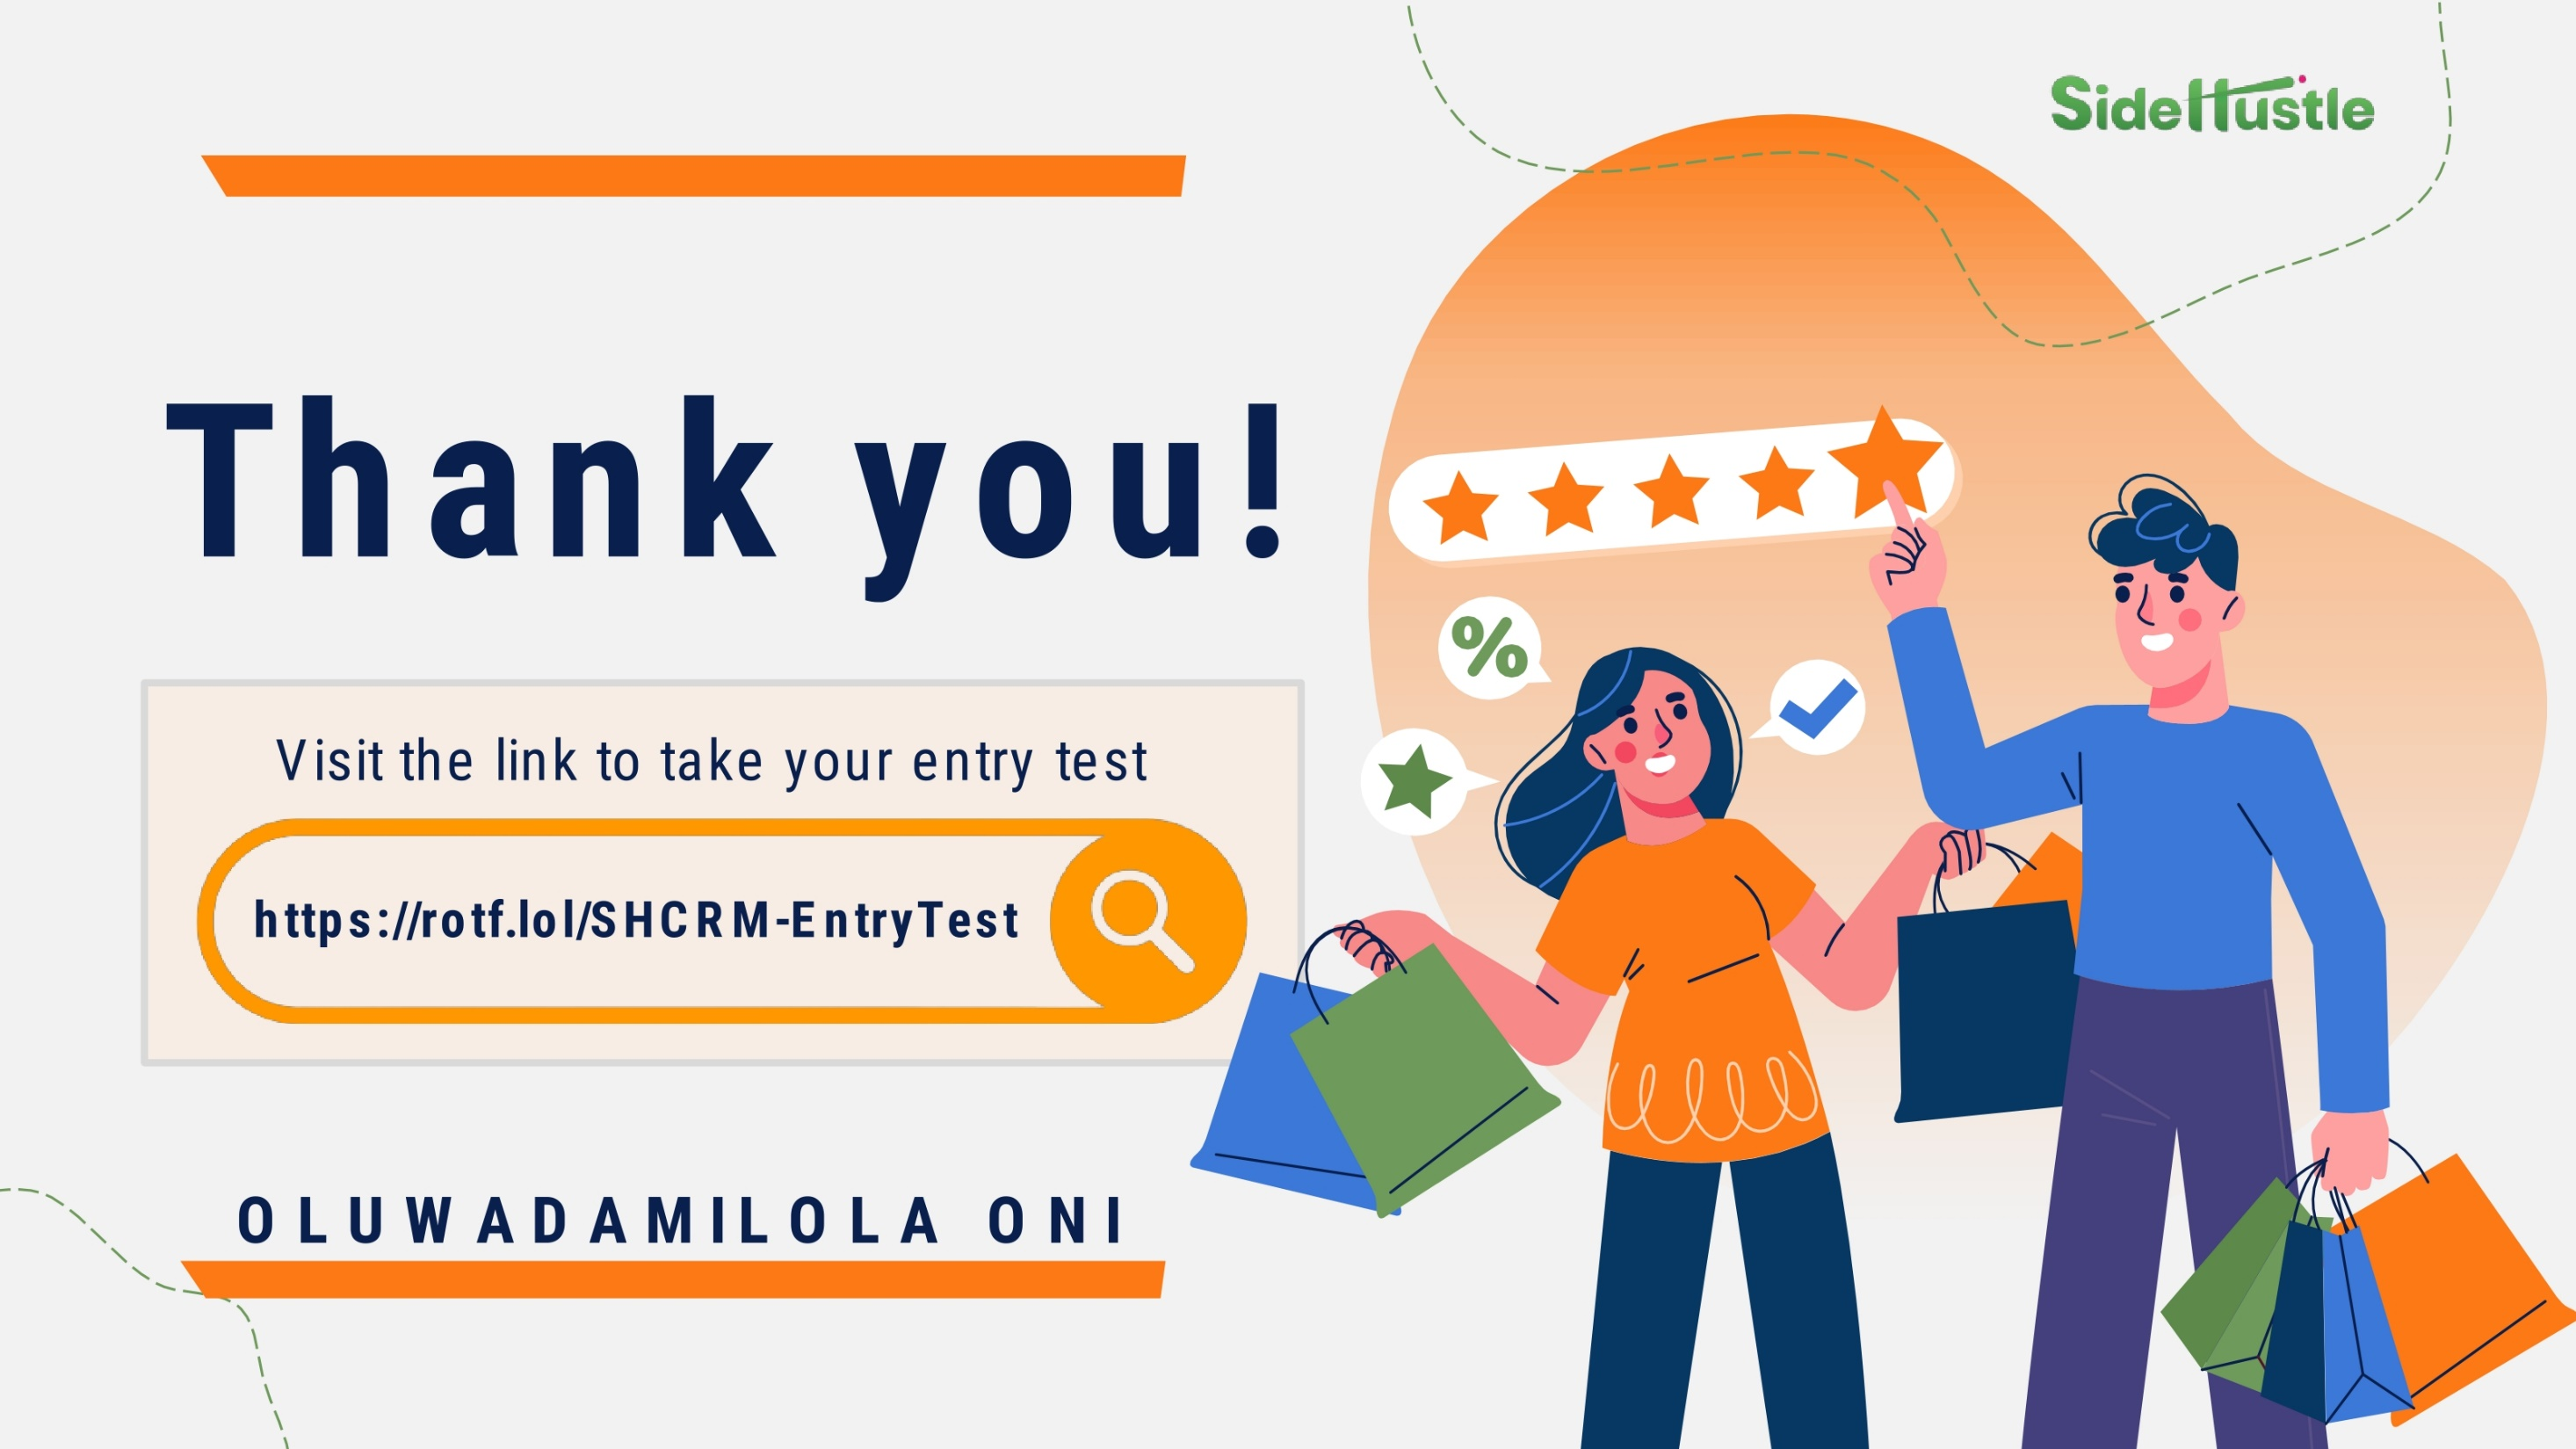 SideHustle
Thank you!
%
Visit the link to take your entry test
https://rotf.lol/SHCRM-EntryTest
OLUWADAMILOLA ONI